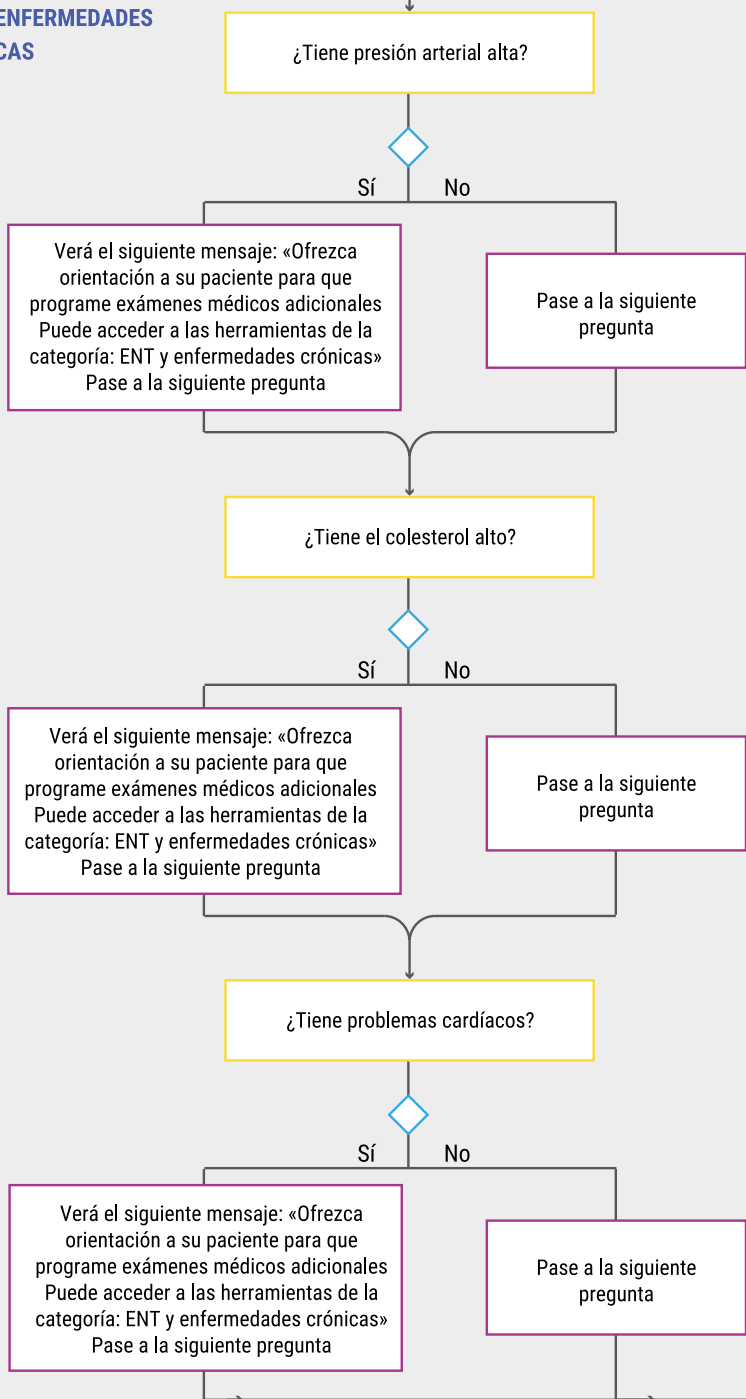 ENFERMEDADES
CAS
¿Tiene presión arterial alta?
Sí No
Verá el siguiente mensaje: «Ofrezca
orientación a su paciente para que
programe exámenes médicos adicionales
Puede acceder a las herramientas de la
categoría: ENT y enfermedades crónicas»
Pase a la siguiente pregunta
Pase a la siguiente
pregunta
¿Tiene el colesterol alto?
Sí No
Verá el siguiente mensaje: «Ofrezca
orientación a su paciente para que
programe exámenes médicos adicionales
Puede acceder a las herramientas de la
categoría: ENT y enfermedades crónicas»
Pase a la siguiente pregunta
Pase a la siguiente
pregunta
¿Tiene problemas cardíacos?
Sí No
Verá el siguiente mensaje: «Ofrezca
orientación a su paciente para que
programe exámenes médicos adicionales
Puede acceder a las herramientas de la
categoría: ENT y enfermedades crónicas»
Pase a la siguiente pregunta
Pase a la siguiente
pregunta